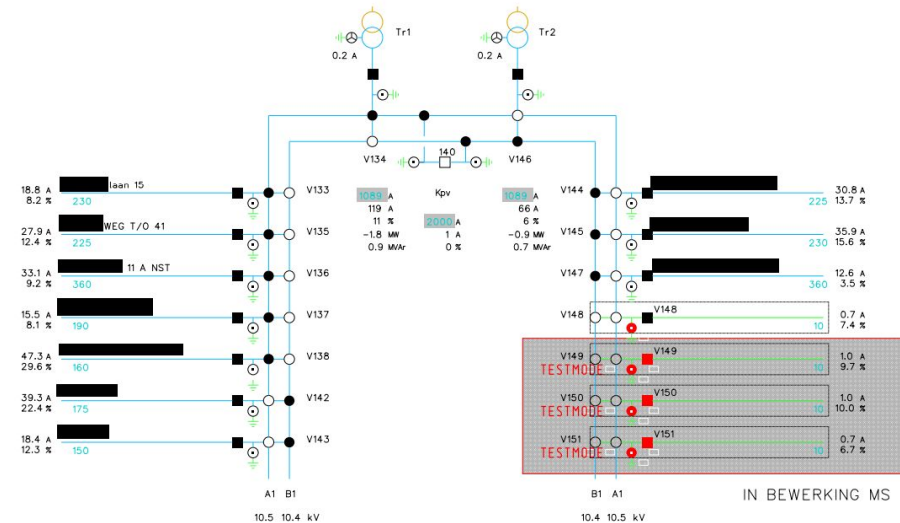 Tr1
Tr2
0.2 A
0.2 A
V134
140
V146
1089 A
119 A
11 %
-1.8 MW
0.9 MVAr
Kpv
2000 A
1 A
0 %
1089 A
66 A
6 %
-0.9 MW
0.7 MVAr
18.8 A
8.2 %
laan 15
230
V133
27.9 A
12.4 %
WEG T/O 41
225
V135
33.1 A
9.2 %
11 A NST
360
V136
15.5 A
8.1 %
190
V137
47.3 A
29.6 %
160
V138
39.3 A
22.4 %
175
V142
18.4 A
12.3 %
150
V143
A1 B1
10.5 10.4 kV
V144
225
30.8 A
13.7 %
V145
230
35.9 A
15.6 %
V147
360
12.6 A
3.5 %
V148
V148
10
0.7 A
7.4 %
V149
TESTMODE
V149
10
1.0 A
9.7 %
V150
TESTMODE
V150
10
1.0 A
10.0 %
V151
TESTMODE
V151
10
0.7 A
6.7 %
B1 A1
10.4 10.5 kV
IN BEWERKING MS